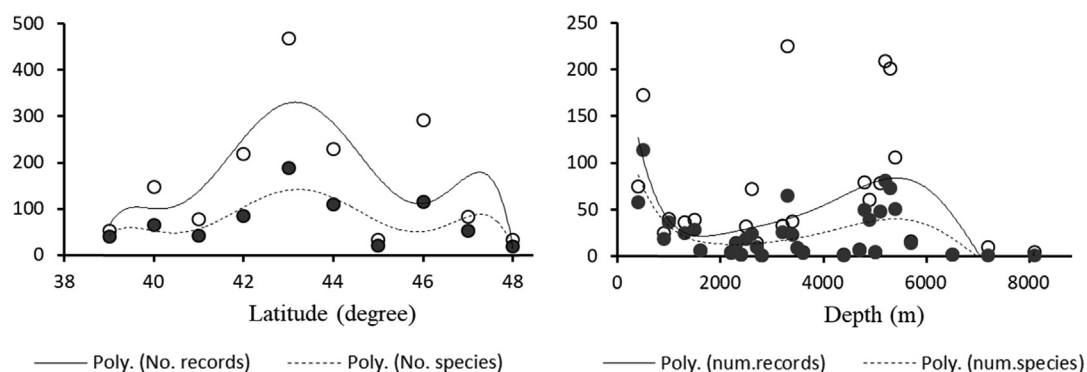 500
400
300
200
100
0
38 40 42 44 46 48
Latitude (degree)
Poly. (No. records) Poly. (No. species)
250
200
150
100
50
0
0 2000 4000 6000 8000
Depth (m)
Poly. (num.records) Poly. (num.species)